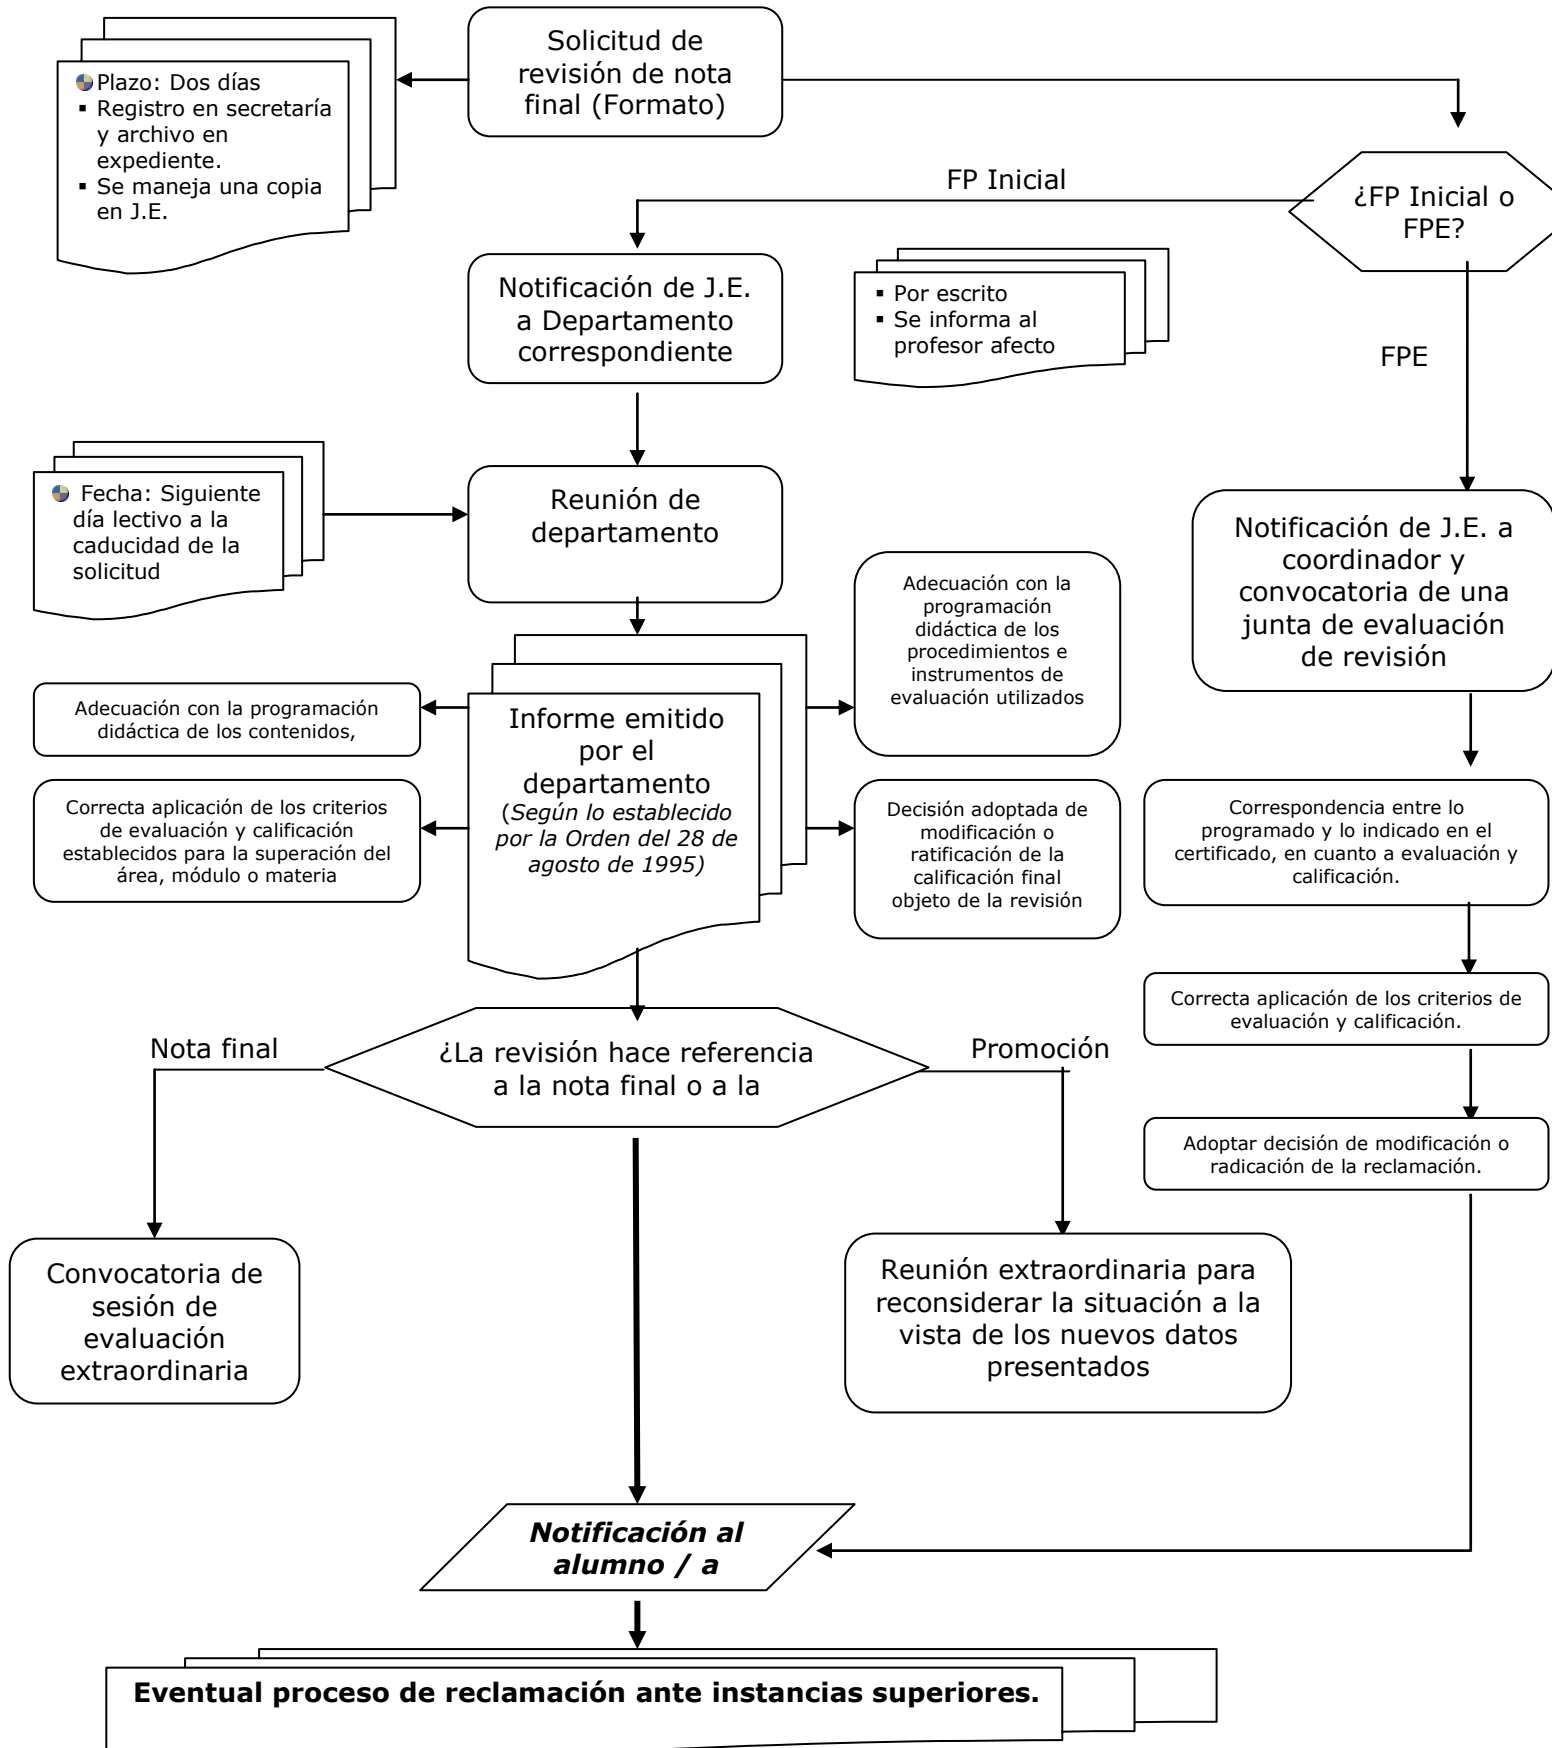 Solicitud de
revisión de nota
final (Formato)
Plazo: Dos días
▪ Registro en secretaría
y archivo en
expediente.
▪ Se maneja una copia
en J.E.
¿FP Inicial o
FPE?
FP Inicial
FPE
Notificación de J.E.
a Departamento
correspondiente
▪ Por escrito
▪ Se informa al
profesor afecto
Reunión de
departamento
Fecha: Siguiente
día lectivo a la
caducidad de la
solicitud
Notificación de J.E. a
coordinador y
convocatoria de una
junta de evaluación
de revisión
Adecuación con la
programación
didáctica de los
procedimientos e
instrumentos de
evaluación utilizados
Adecuación con la programación
didáctica de los contenidos,
Informe emitido
por el
departamento
(Según lo establecido
por la Orden del 28 de
agosto de 1995)
Correcta aplicación de los criterios
de evaluación y calificación
establecidos para la superación del
área, módulo o materia
Decisión adoptada de
modificación o
ratificación de la
calificación final
objeto de la revisión
Correspondencia entre lo
programado y lo indicado en el
certificado, en cuanto a evaluación y
calificación.
Correcta aplicación de los criterios de
evaluación y calificación.
Adoptar decisión de modificación o
radicación de la reclamación.
Nota final
¿La revisión hace referencia
a la nota final o a la
Promoción
Convocatoria de
sesión de
evaluación
extraordinaria
Reunión extraordinaria para
reconsiderar la situación a la
vista de los nuevos datos
presentados
Notificación al
alumno / a
Eventual proceso de reclamación ante instancias superiores.